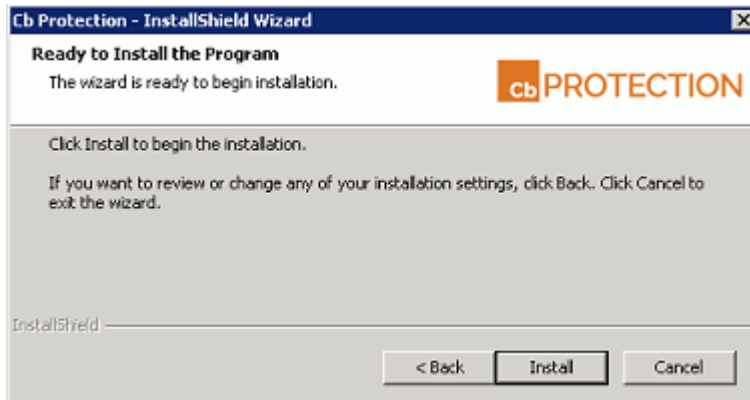 Cb Protection - InstallShield Wizard
Ready to Install the Program
The wizard is ready to begin installation.
Cb PROTECTION
Click Install to begin the installation.
If you want to review or change any of your installation settings, click Back. Click Cancel to
exit the wizard.
InstallShield
< Back Install Cancel